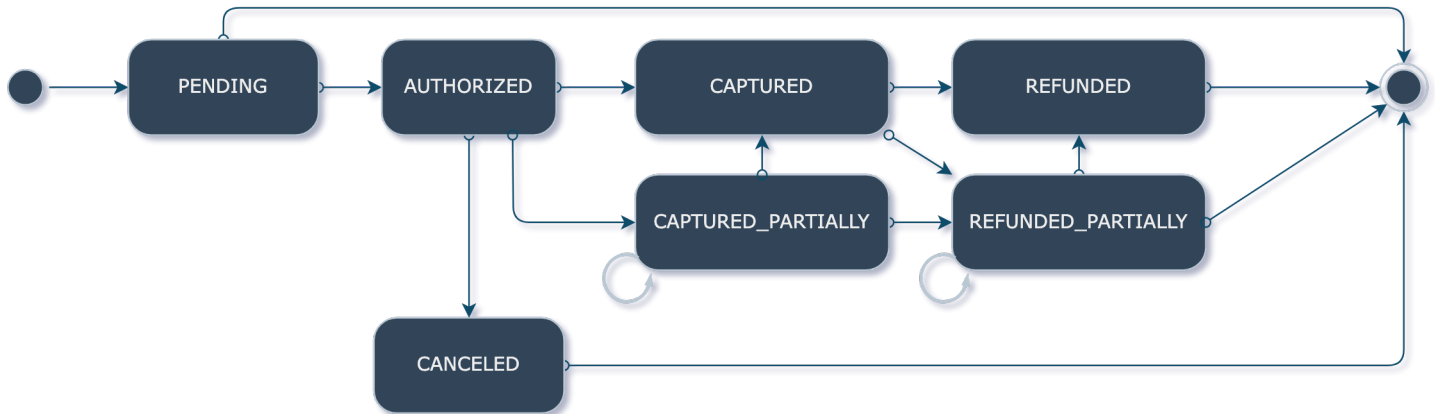 PENDING
AUTHORIZED
CAPTURED
REFUNDED
CAPTURED_PARTIALLY
REFUNDED_PARTIALLY
CANCELED